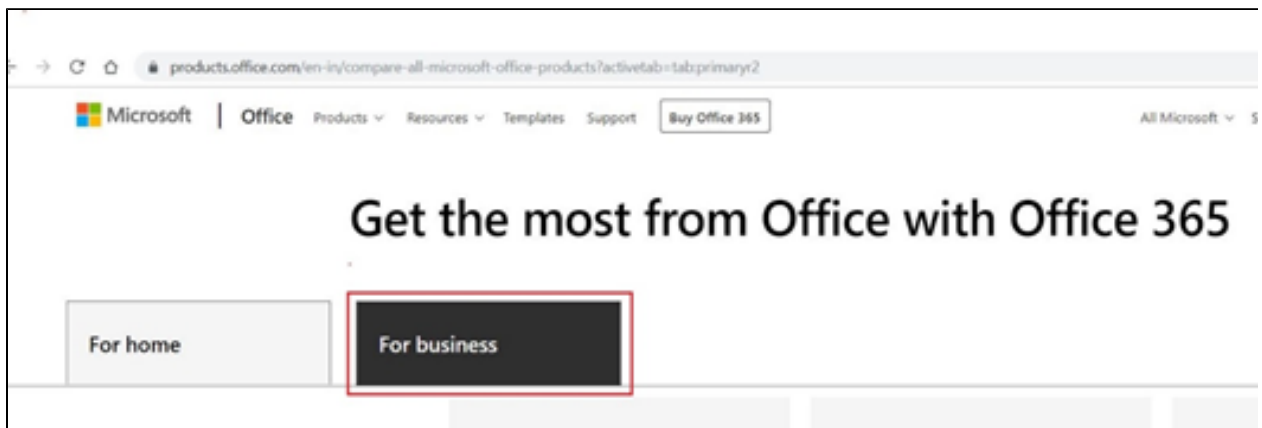 products.office.com/en-in/compare-all-microsoft-office-products?activetab=tab:primaryr2
Microsoft | Office Products Resources Templates Support Buy Office 365 All Microsoft
Get the most from Office with Office 365
For home For business